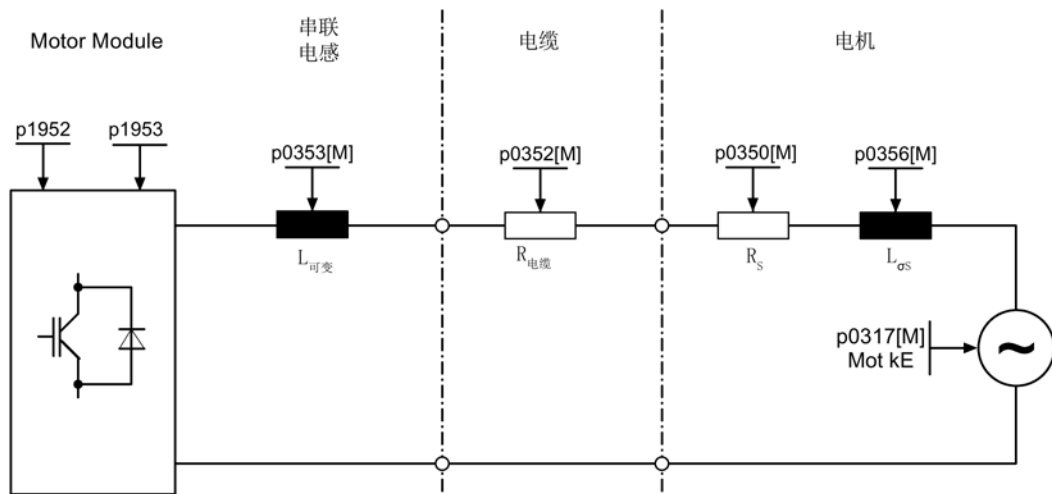 Motor Module
串联
电感
电缆
电机
p1952
p1953
p0353[M]
p0352[M]
p0350[M]
p0356[M]
L可变
R电缆
RS
LσS
p0317[M]
Mot kE
~